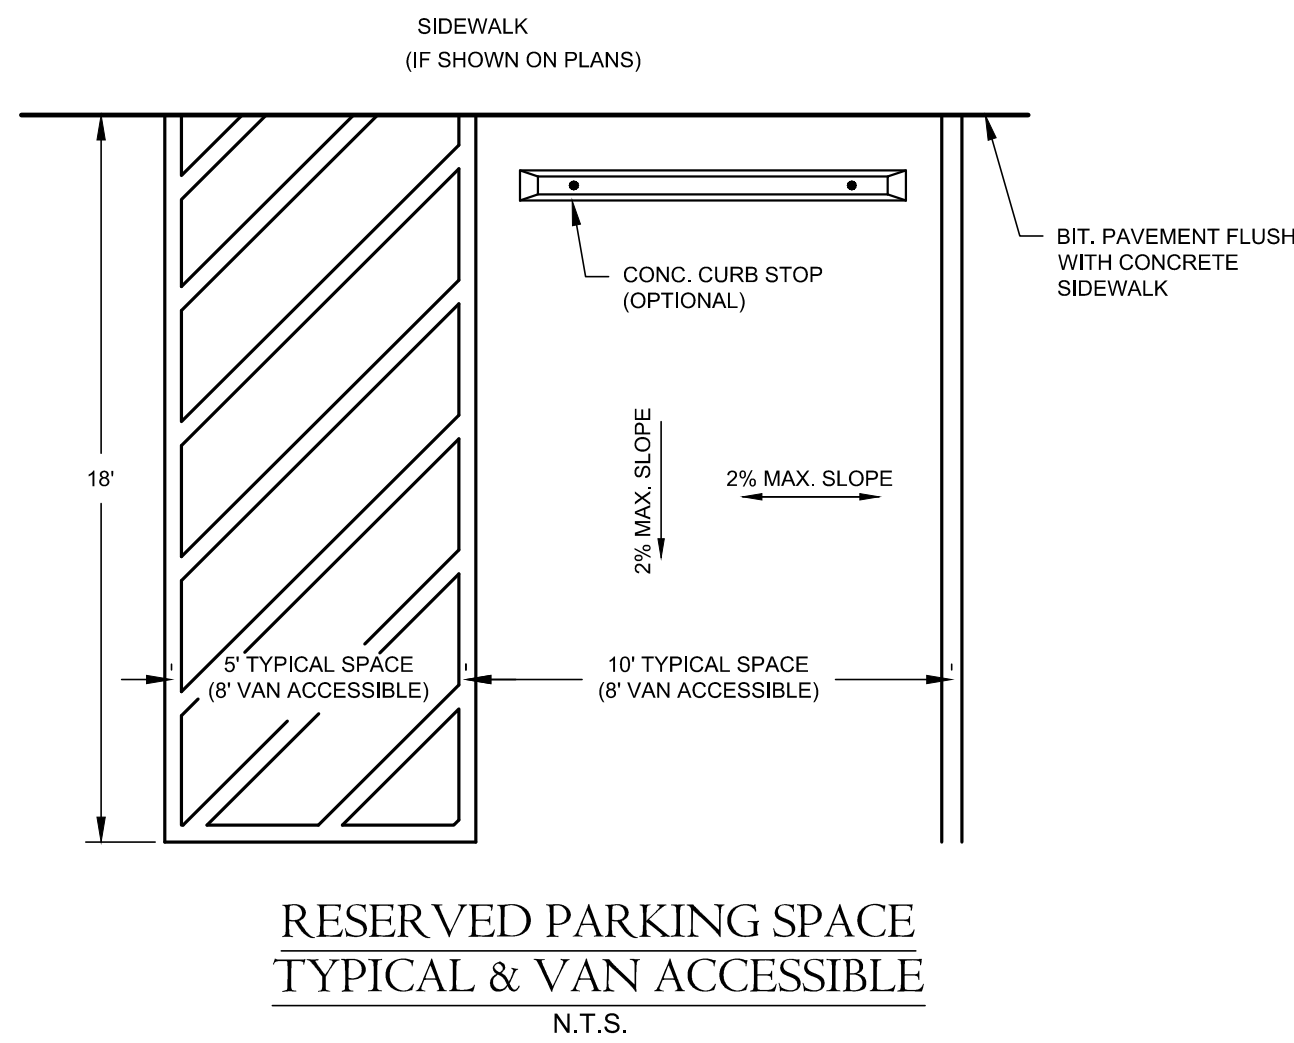 SIDEWALK
(IF SHOWN ON PLANS)
BIT. PAVEMENT FLUSH
WITH CONCRETE
SIDEWALK
CONC. CURB STOP
(OPTIONAL)
18'
2% MAX. SLOPE
2% MAX. SLOPE
5' TYPICAL SPACE
(8' VAN ACCESSIBLE)
10' TYPICAL SPACE
(8' VAN ACCESSIBLE)
RESERVED PARKING SPACE
TYPICAL & VAN ACCESSIBLE
N.T.S.